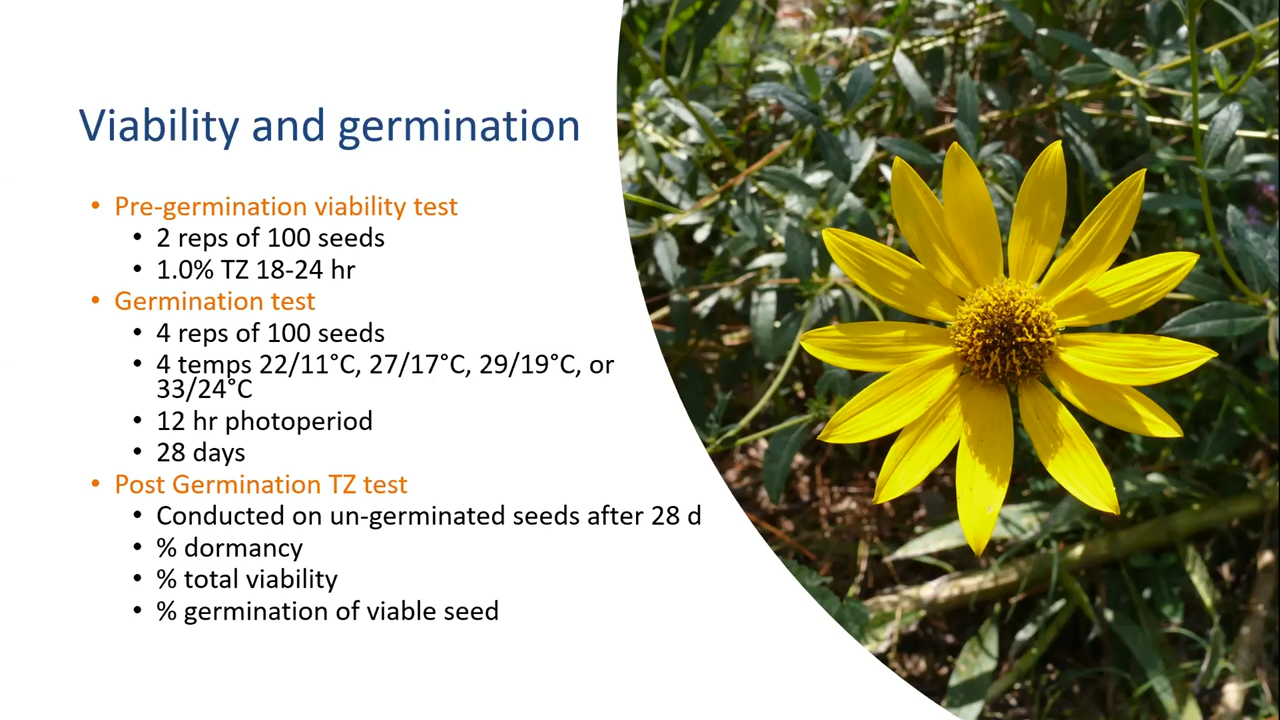 Viability and germination
• Pre-germination viability test
• 2 reps of 100 seeds
• 1.0% TZ 18-24 hr
• Germination test
• 4 reps of 100 seeds
• 4 temps 22/11°C, 27/17°C, 29/19°C, or
33/24°C
• 12 hr photoperiod
• 28 days
• Post Germination TZ test
• Conducted on un-germinated seeds after 28 d
• % dormancy
• % total viability
• % germination of viable seed